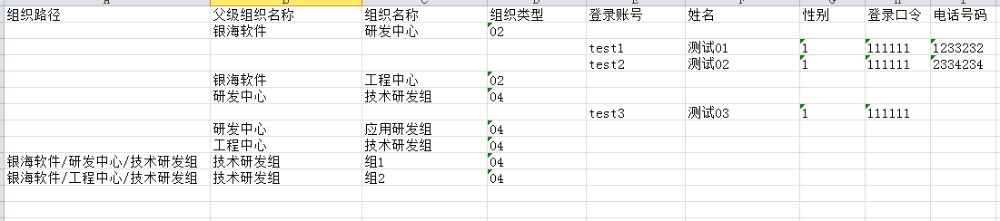 组织路径 父级组织名称 组织名称 组织类型 登录账号 姓名 性别 登录口令 电话号码
银海软件 研发中心 02
test1 测试01 1 111111 1233232
test2 测试02 1 111111 2334234
银海软件 工程中心 02
研发中心 技术研发组 04
test3 测试03 1 111111
研发中心 应用研发组 04
工程中心 技术研发组 04
银海软件/研发中心/技术研发组 技术研发组 组1 04
银海软件/工程中心/技术研发组 技术研发组 组2 04